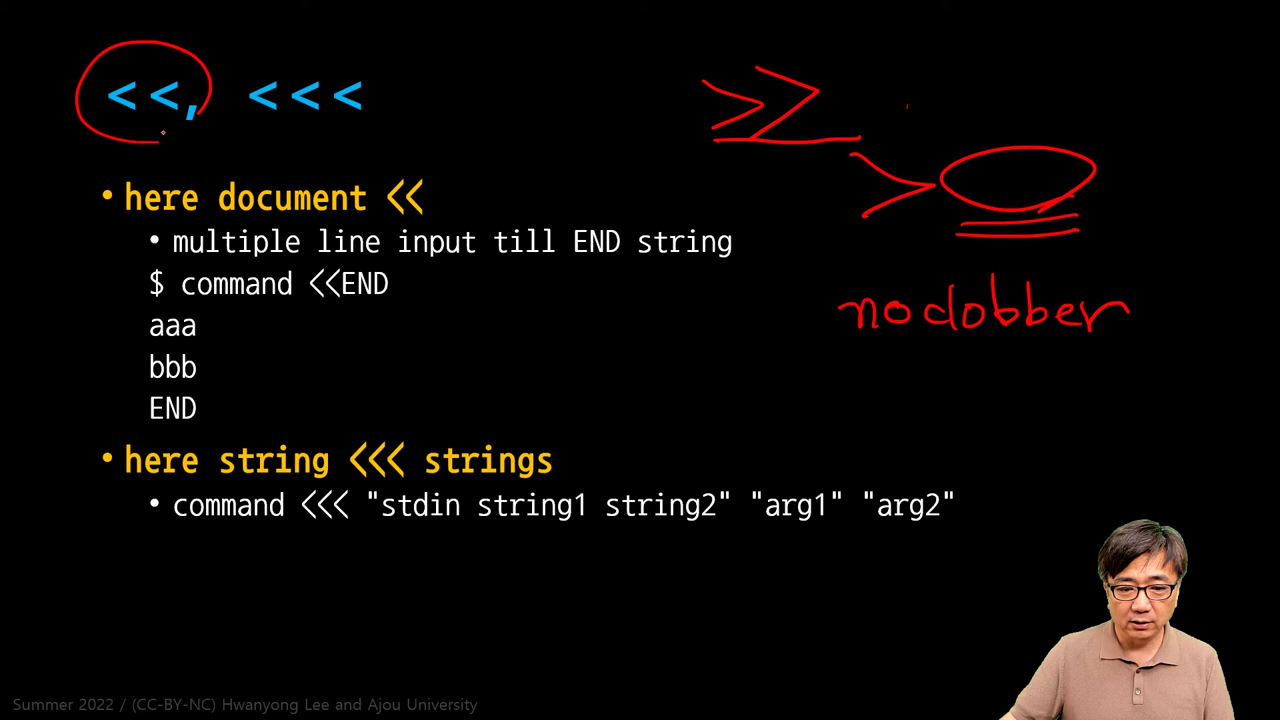 <<, <<<
>>
>
noclobber
• here document <<
• multiple line input till END string
$ command <<END
aaa
bbb
END
• here string <<< strings
• command <<< "stdin string1 string2" "arg1" "arg2"
Summer 2022 / (CC-BY-NC) Hwanyong Lee and Ajou University